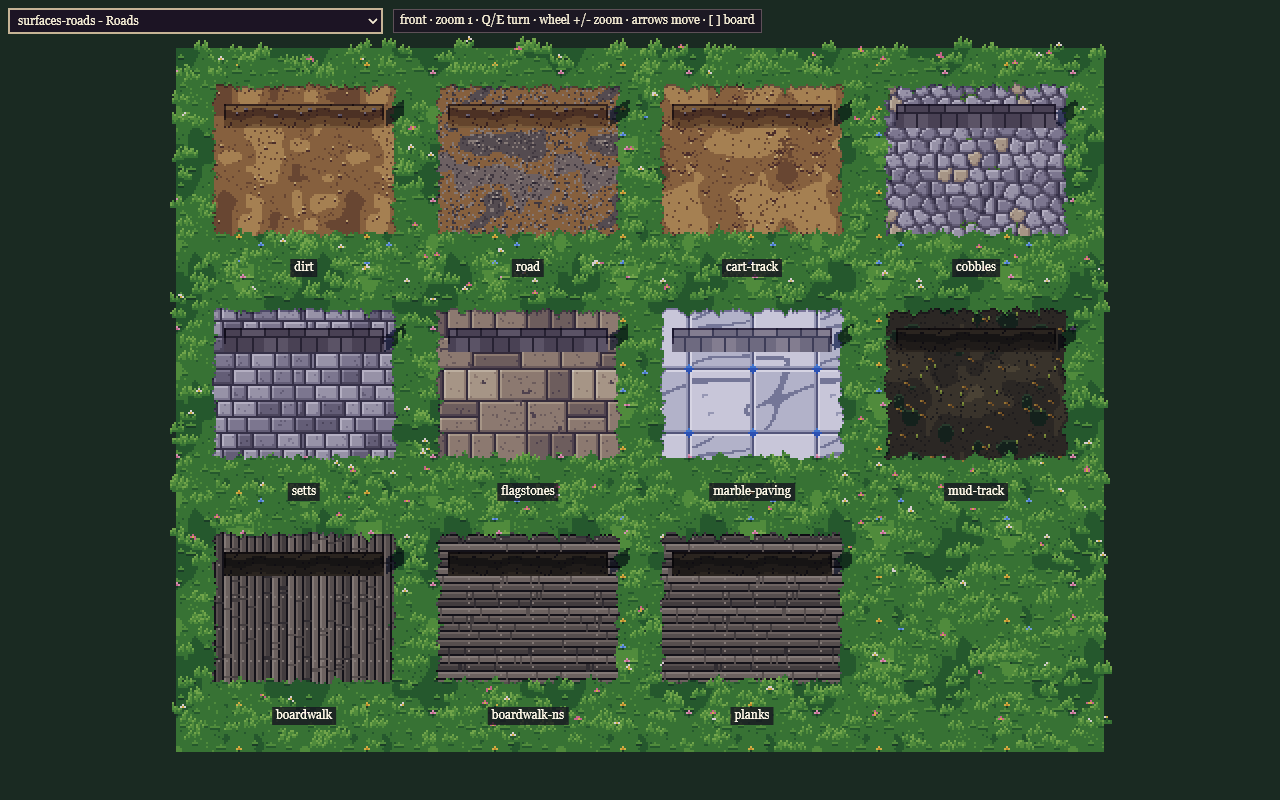 surfaces-roads - Roads
front · zoom 1 · Q/E turn · wheel +/- zoom · arrows move · [ ] board
dirt
road
cart-track
cobbles
setts
flagstones
marble-paving
mud-track
boardwalk
boardwalk-ns
planks